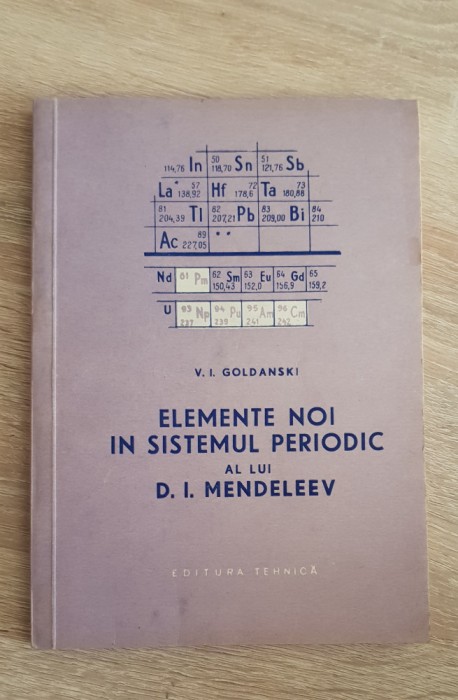 In 50 Sn 51 Sb
114,76 118,70 121,76
La* 57 Hf 72 Ta 73
138,92 178,6 180,88
81 Tl 82 Pb 83 Bi 84
204,39 207,21 209,00 210
Ac 89 **
227,05
Nd 61 Pm 62 Sm 63 Eu 64 Gd 65
150,43 152,0 156,9 159,2
U 93 Np 94 Pu 95 Am 96 Cm
237 239 241 242
V. I. GOLDANSKI
ELEMENTE NOI
IN SISTEMUL PERIODIC
AL LUI
D. I. MENDELEEV
EDITURA TEHNICĂ